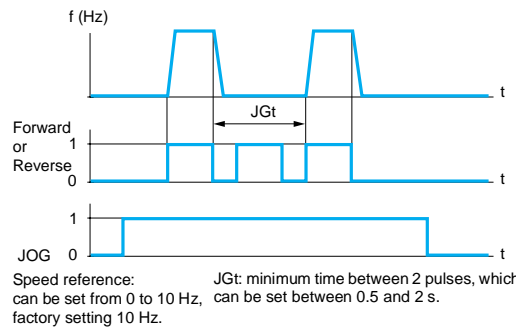 f (Hz)
t
JGt
Forward
or
Reverse
1
0
t
1
JOG 0
t
Speed reference:
can be set from 0 to 10 Hz,
factory setting 10 Hz.
JGt: minimum time between 2 pulses, which
can be set between 0.5 and 2 s.